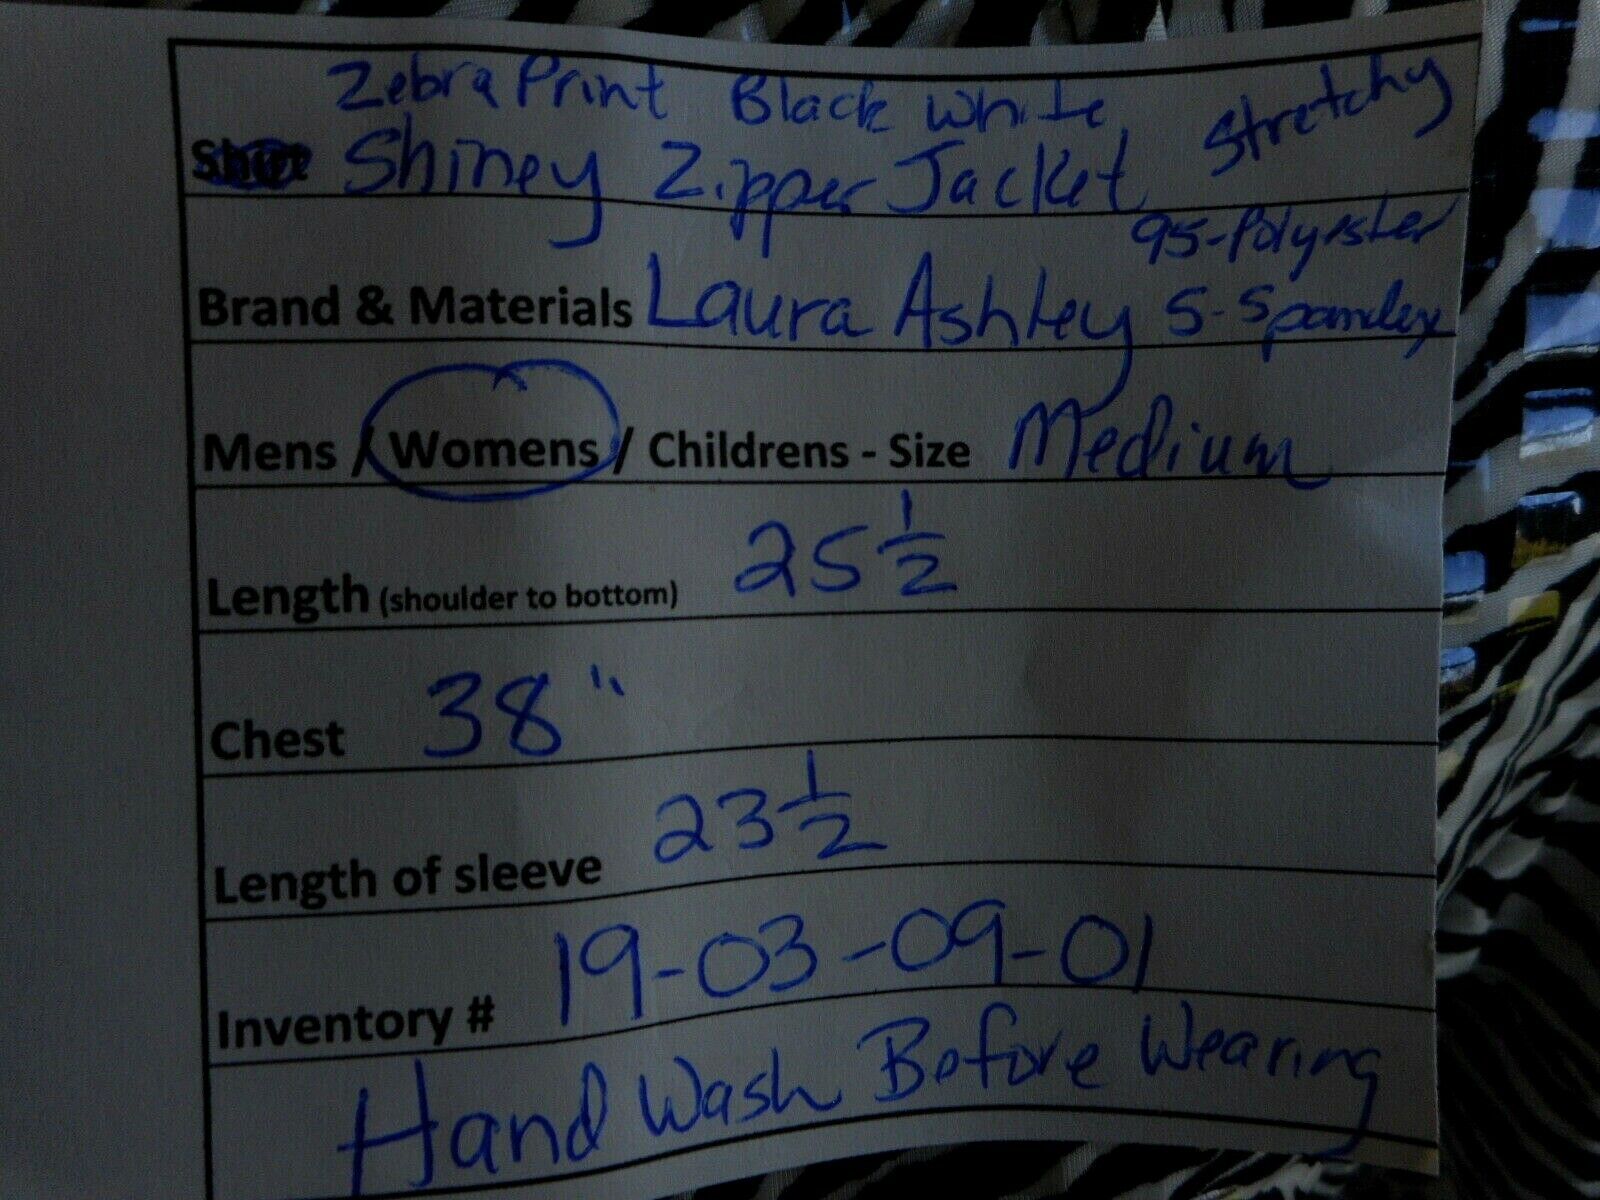 Zebra Print Black White Stretchy
Shirt Shiney Zipper Jacket
95-Polyester
Brand & Materials Laura Ashley 5-Spandex
Mens / Womens / Childrens - Size Medium
Length (shoulder to bottom) 25 1/2
Chest 38"
Length of sleeve 23 1/2
Inventory # 19-03-09-01
Hand Wash Before Wearing